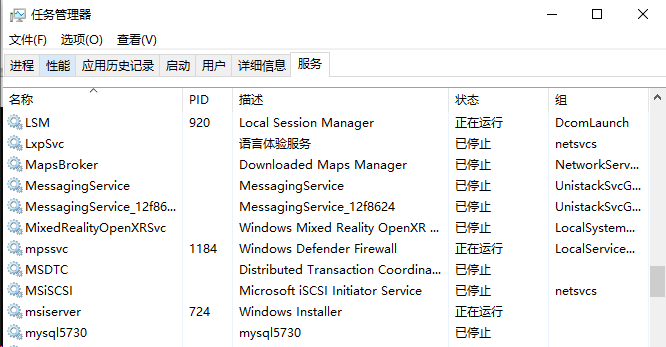 任务管理器
文件(F) 选项(O) 查看(V)
进程 性能 应用历史记录 启动 用户 详细信息 服务
名称 PID 描述 状态 组
LSM 920 Local Session Manager 正在运行 DcomLaunch
LxpSvc 语言体验服务 已停止 netsvcs
MapsBroker Downloaded Maps Manager 已停止 NetworkServ...
MessagingService MessagingService 已停止 UnistackSvcG...
MessagingService_12f86... MessagingService_12f8624 已停止 UnistackSvcG...
MixedRealityOpenXRSvc Windows Mixed Reality OpenXR ... 已停止 LocalSystem...
mpssvc 1184 Windows Defender Firewall 正在运行 LocalService...
MSDTC Distributed Transaction Coordina... 已停止
MSiSCSI Microsoft iSCSI Initiator Service 已停止 netsvcs
msiserver 724 Windows Installer 正在运行
mysql5730 mysql5730 已停止